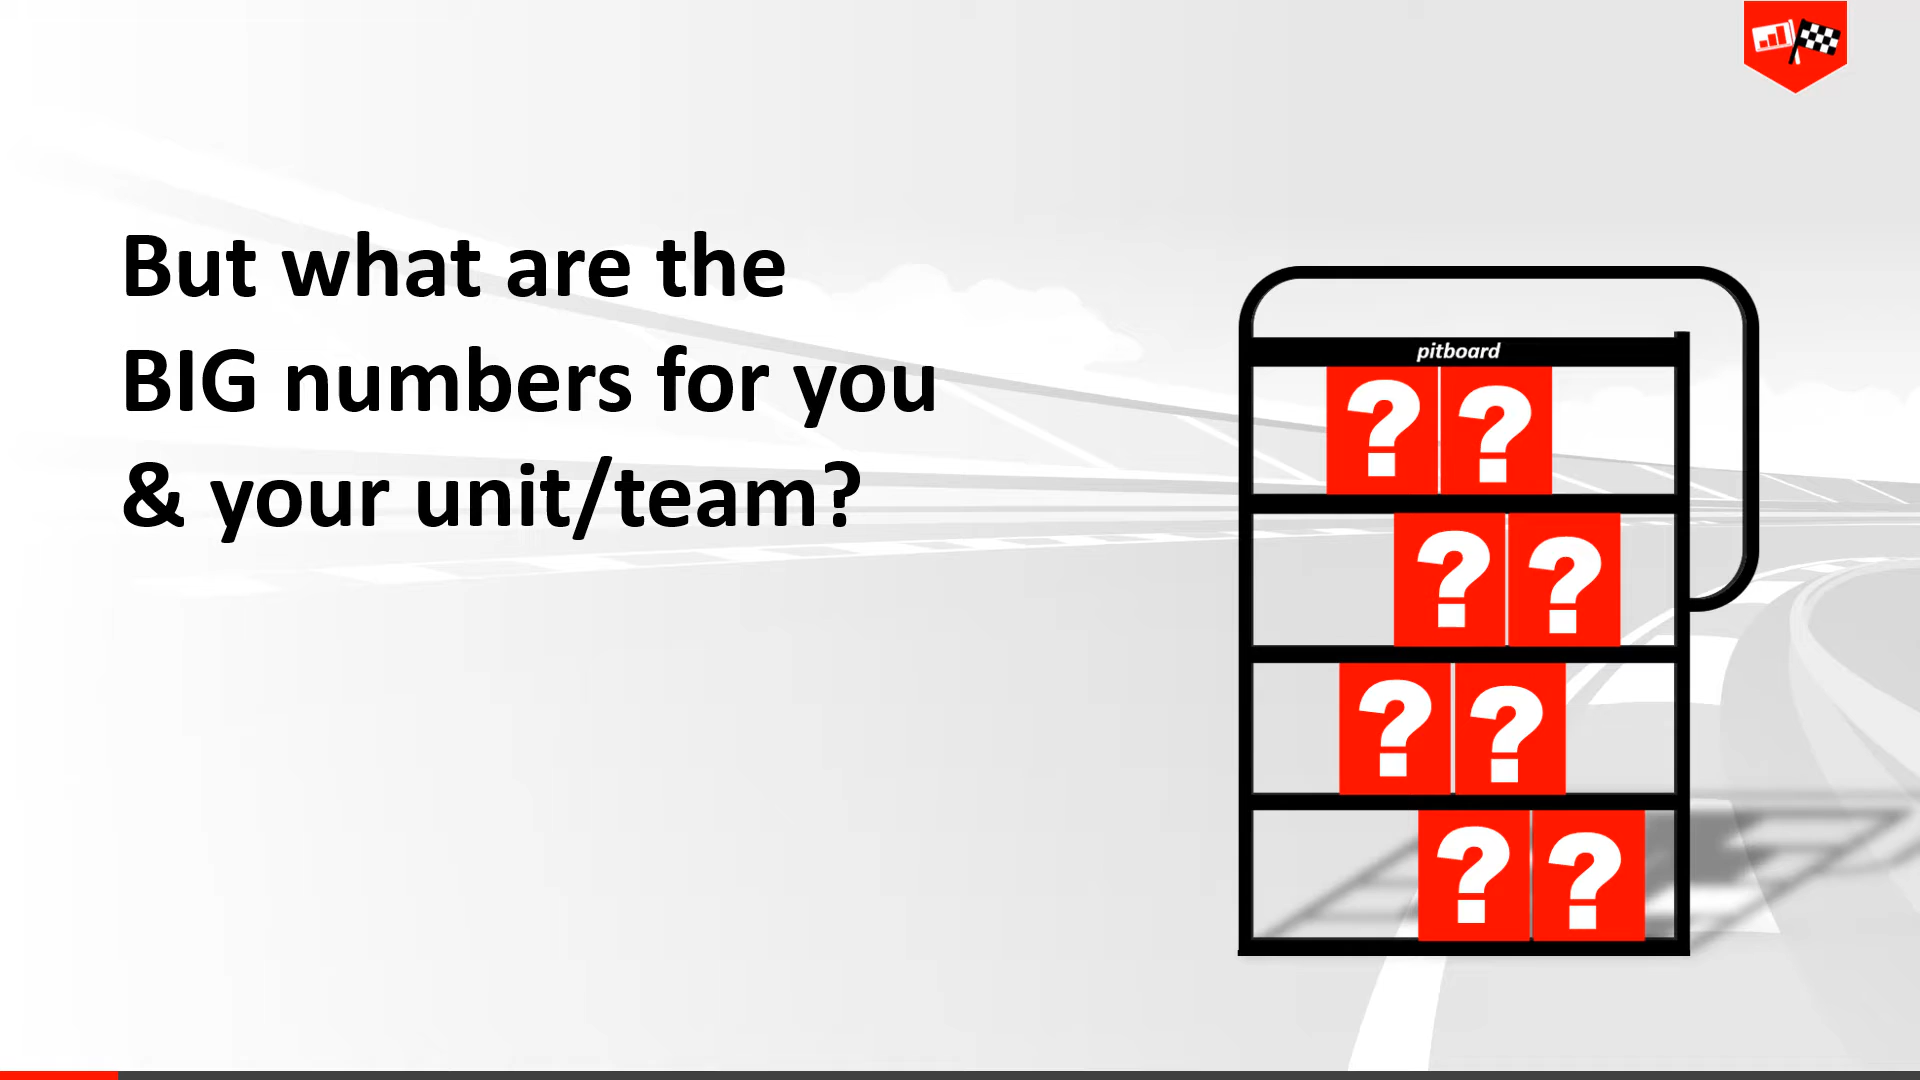 But what are the
BIG numbers for you
& your unit/team?
pitboard
? ?
? ?
? ?
? ?